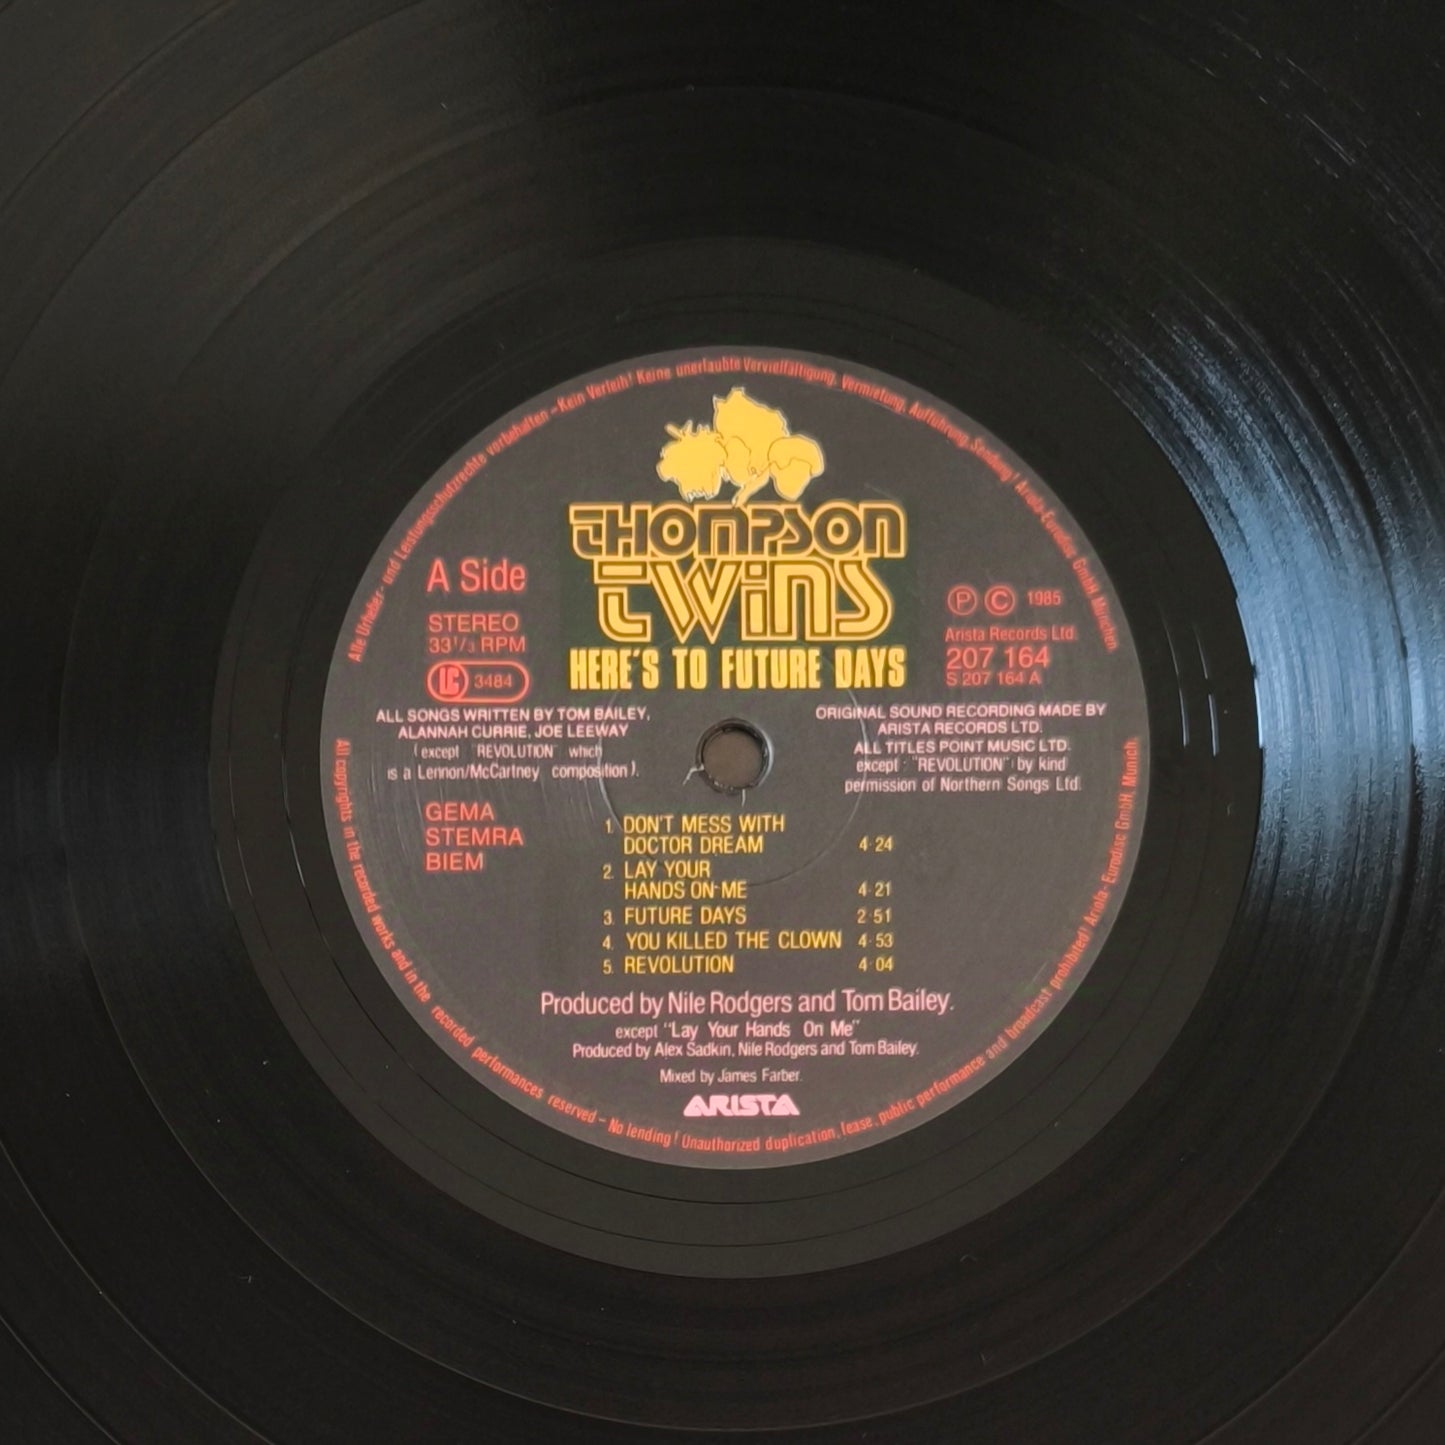 Alle Urheber- und Leistungsschutzrechte vorbehalten - Kein Verleih! Keine unerlaubte Vervielfältigung, Vermietung, Aufführung, Sendung! Ariola-Eurodisc GmbH München
THOMPSON
TWINS
HERE'S TO FUTURE DAYS
A Side
STEREO
33 1/3 RPM
LC 3484
Ⓟ © 1985
Arista Records Ltd.
207 164
S 207 164 A
ALL SONGS WRITTEN BY TOM BAILEY,
ALANNAH CURRIE, JOE LEEWAY
(except "REVOLUTION" which
is a Lennon/McCartney composition).
ORIGINAL SOUND RECORDING MADE BY
ARISTA RECORDS LTD.
ALL TITLES POINT MUSIC LTD.
except "REVOLUTION" by kind
permission of Northern Songs Ltd.
GEMA
STEMRA
BIEM
1. DON'T MESS WITH
DOCTOR DREAM 4·24
2. LAY YOUR
HANDS ON ME 4·21
3. FUTURE DAYS 2·51
4. YOU KILLED THE CLOWN 4·53
5. REVOLUTION 4·04
Produced by Nile Rodgers and Tom Bailey.
except "Lay Your Hands On Me"
Produced by Alex Sadkin, Nile Rodgers and Tom Bailey.
Mixed by James Farber.
ARISTA
All copyrights in the recorded works and in the recorded performances reserved - No lending! Unauthorized duplication, lease, public performance and broadcast prohibited! Ariola-Eurodisc GmbH, Munich.